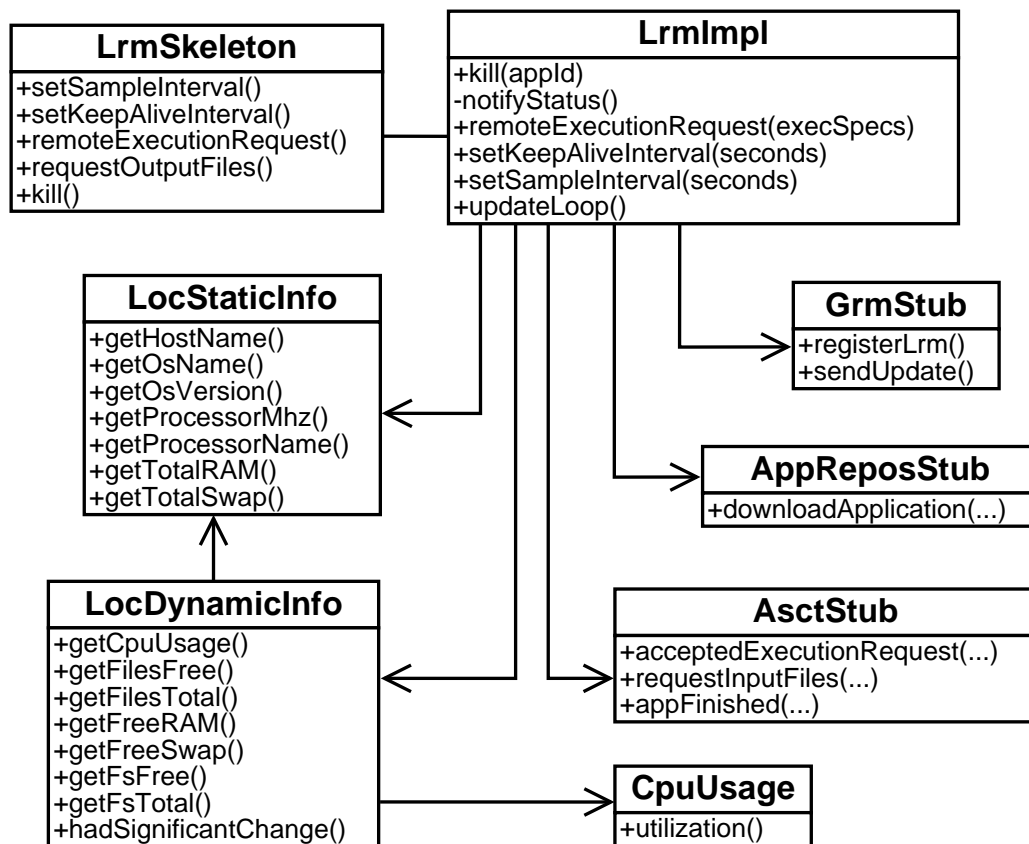 LrmSkeleton
+setSampleInterval()
+setKeepAliveInterval()
+remoteExecutionRequest()
+requestOutputFiles()
+kill()
LrmImpl
+kill(appId)
-notifyStatus()
+remoteExecutionRequest(execSpecs)
+setKeepAliveInterval(seconds)
+setSampleInterval(seconds)
+updateLoop()
LocStaticInfo
+getHostName()
+getOsName()
+getOsVersion()
+getProcessorMhz()
+getProcessorName()
+getTotalRAM()
+getTotalSwap()
GrmStub
+registerLrm()
+sendUpdate()
AppReposStub
+downloadApplication(...)
LocDynamicInfo
+getCpuUsage()
+getFilesFree()
+getFilesTotal()
+getFreeRAM()
+getFreeSwap()
+getFsFree()
+getFsTotal()
+hadSignificantChange()
AsctStub
+acceptedExecutionRequest(...)
+requestInputFiles(...)
+appFinished(...)
CpuUsage
+utilization()